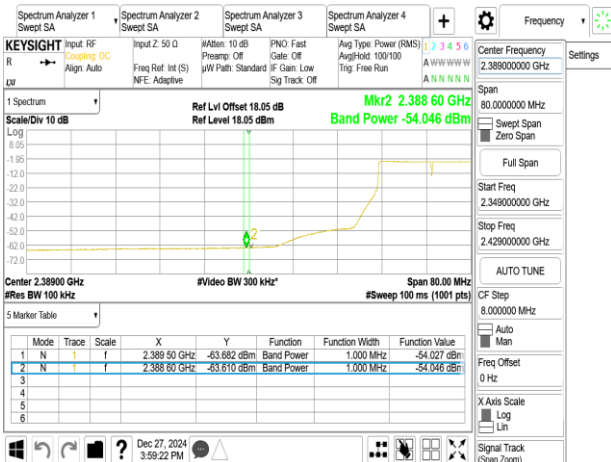 Spectrum Analyzer 1
Swept SA
Spectrum Analyzer 2
Swept SA
Spectrum Analyzer 3
Swept SA
Spectrum Analyzer 4
Swept SA
+
Frequency
KEYSIGHT
R
Input: RF
Coupling: DC
Align: Auto
Input Z: 50 Ω
Freq Ref: Int (S)
NFE: Adaptive
#Atten: 10 dB
Preamp: Off
µW Path: Standard
PNO: Fast
Gate: Off
IF Gain: Low
Sig Track: Off
Avg Type: Power (RMS)
Avg|Hold: 100/100
Trig: Free Run
1 2 3 4 5 6
A W W W W W
A N N N N N
1 Spectrum
Scale/Div 10 dB
Ref Lvl Offset 18.05 dB
Ref Level 18.05 dBm
Mkr2 2.388 60 GHz
Band Power -54.046 dBm
Log
8.05
-1.95
-12.0
-22.0
-32.0
-42.0
-52.0
-62.0
-72.0
2
Center 2.38900 GHz
#Res BW 100 kHz
#Video BW 300 kHz*
Span 80.00 MHz
#Sweep 100 ms (1001 pts)
5 Marker Table
Mode Trace Scale X Y Function Function Width Function Value
1 N 1 f 2.389 50 GHz -63.682 dBm Band Power 1.000 MHz -54.027 dBm
2 N 1 f 2.388 60 GHz -63.610 dBm Band Power 1.000 MHz -54.046 dBm
3
4
5
6
?
Dec 27, 2024
3:59:22 PM
Center Frequency
2.389000000 GHz
Span
80.0000000 MHz
Swept Span
Zero Span
Full Span
Start Freq
2.349000000 GHz
Stop Freq
2.429000000 GHz
AUTO TUNE
CF Step
8.000000 MHz
Auto
Man
Freq Offset
0 Hz
X Axis Scale
Log
Lin
Signal Track
(Span Zoom)
Settings